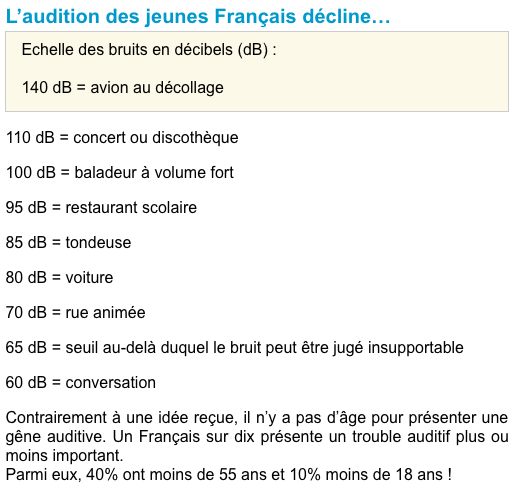 L’audition des jeunes Français décline…
Echelle des bruits en décibels (dB) :
140 dB = avion au décollage
110 dB = concert ou discothèque
100 dB = baladeur à volume fort
95 dB = restaurant scolaire
85 dB = tondeuse
80 dB = voiture
70 dB = rue animée
65 dB = seuil au-delà duquel le bruit peut être jugé insupportable
60 dB = conversation
Contrairement à une idée reçue, il n’y a pas d’âge pour présenter une
gêne auditive. Un Français sur dix présente un trouble auditif plus ou
moins important.
Parmi eux, 40% ont moins de 55 ans et 10% moins de 18 ans !